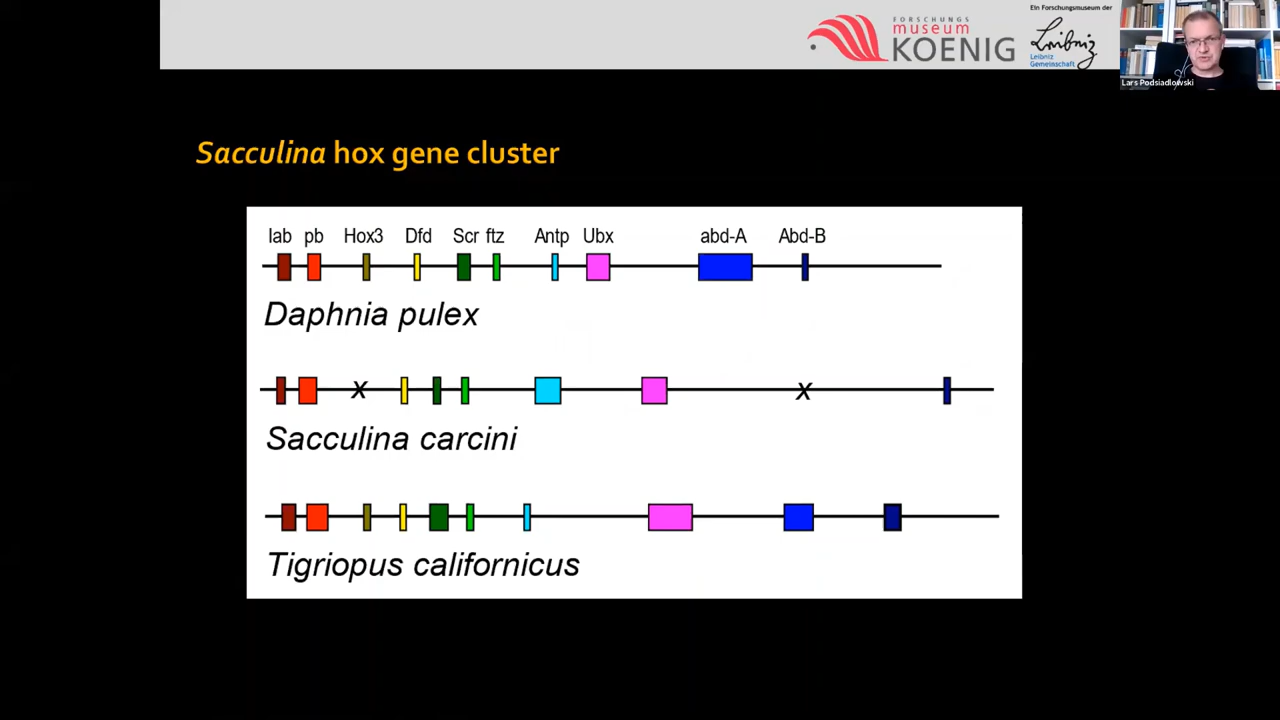 FORSCHUNGS
museum
KOENIG
Ein Forschungsmuseum der
Leibniz
Leibniz
Gemeinschaft
Lars Podsiadlowski
Sacculina hox gene cluster
lab pb Hox3 Dfd Scr ftz Antp Ubx abd-A Abd-B
Daphnia pulex
x x
Sacculina carcini
Tigriopus californicus